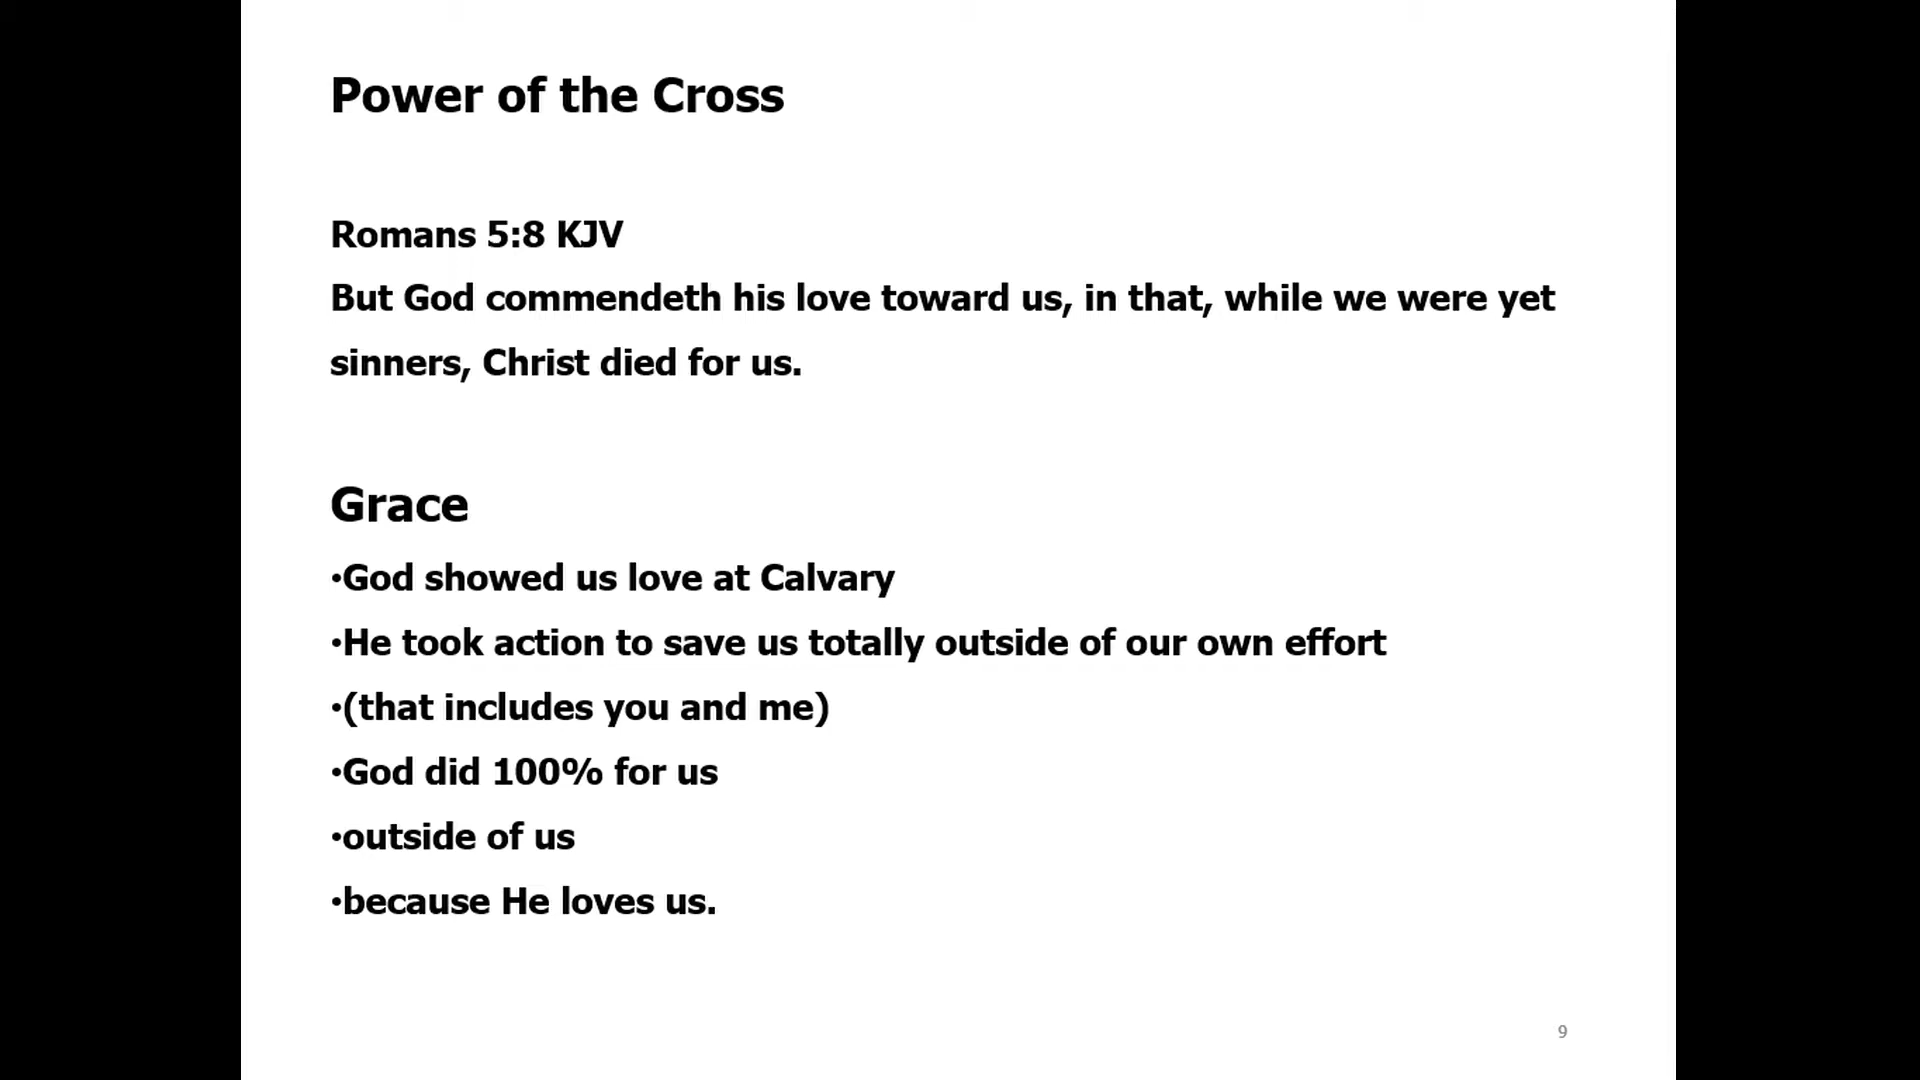 Power of the Cross
Romans 5:8 KJV
But God commendeth his love toward us, in that, while we were yet
sinners, Christ died for us.
Grace
•God showed us love at Calvary
•He took action to save us totally outside of our own effort
•(that includes you and me)
•God did 100% for us
•outside of us
•because He loves us.
9